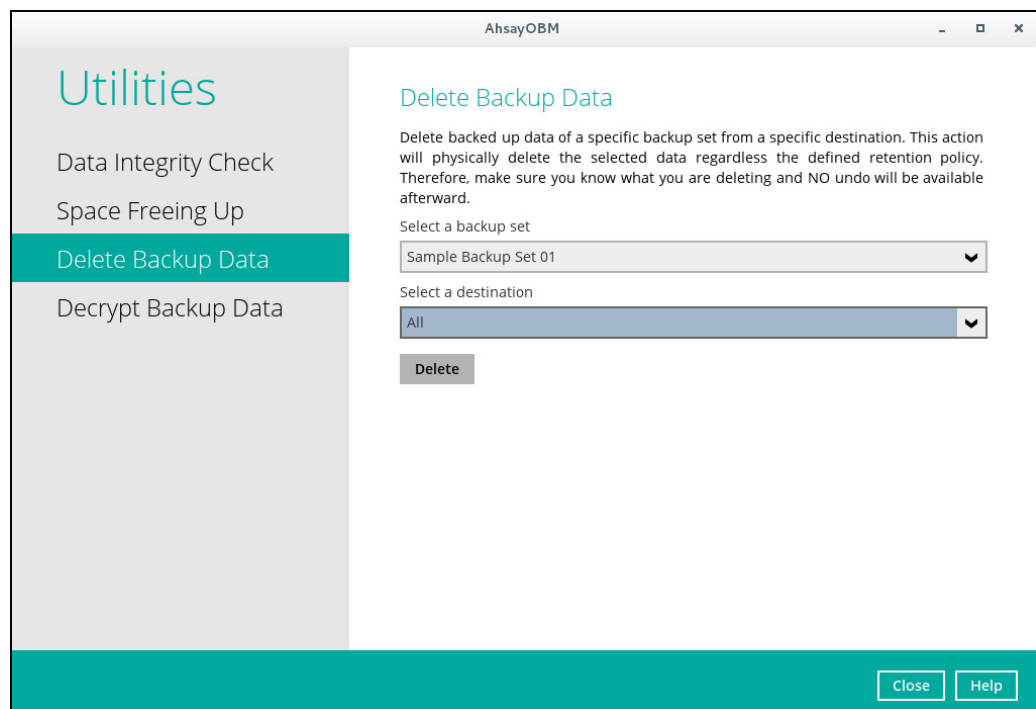 AhsayOBM
Utilities
Data Integrity Check
Space Freeing Up
Delete Backup Data
Decrypt Backup Data
Delete Backup Data
Delete backed up data of a specific backup set from a specific destination. This action
will physically delete the selected data regardless the defined retention policy.
Therefore, make sure you know what you are deleting and NO undo will be available
afterward.
Select a backup set
Sample Backup Set 01
Select a destination
All
Delete
Close
Help